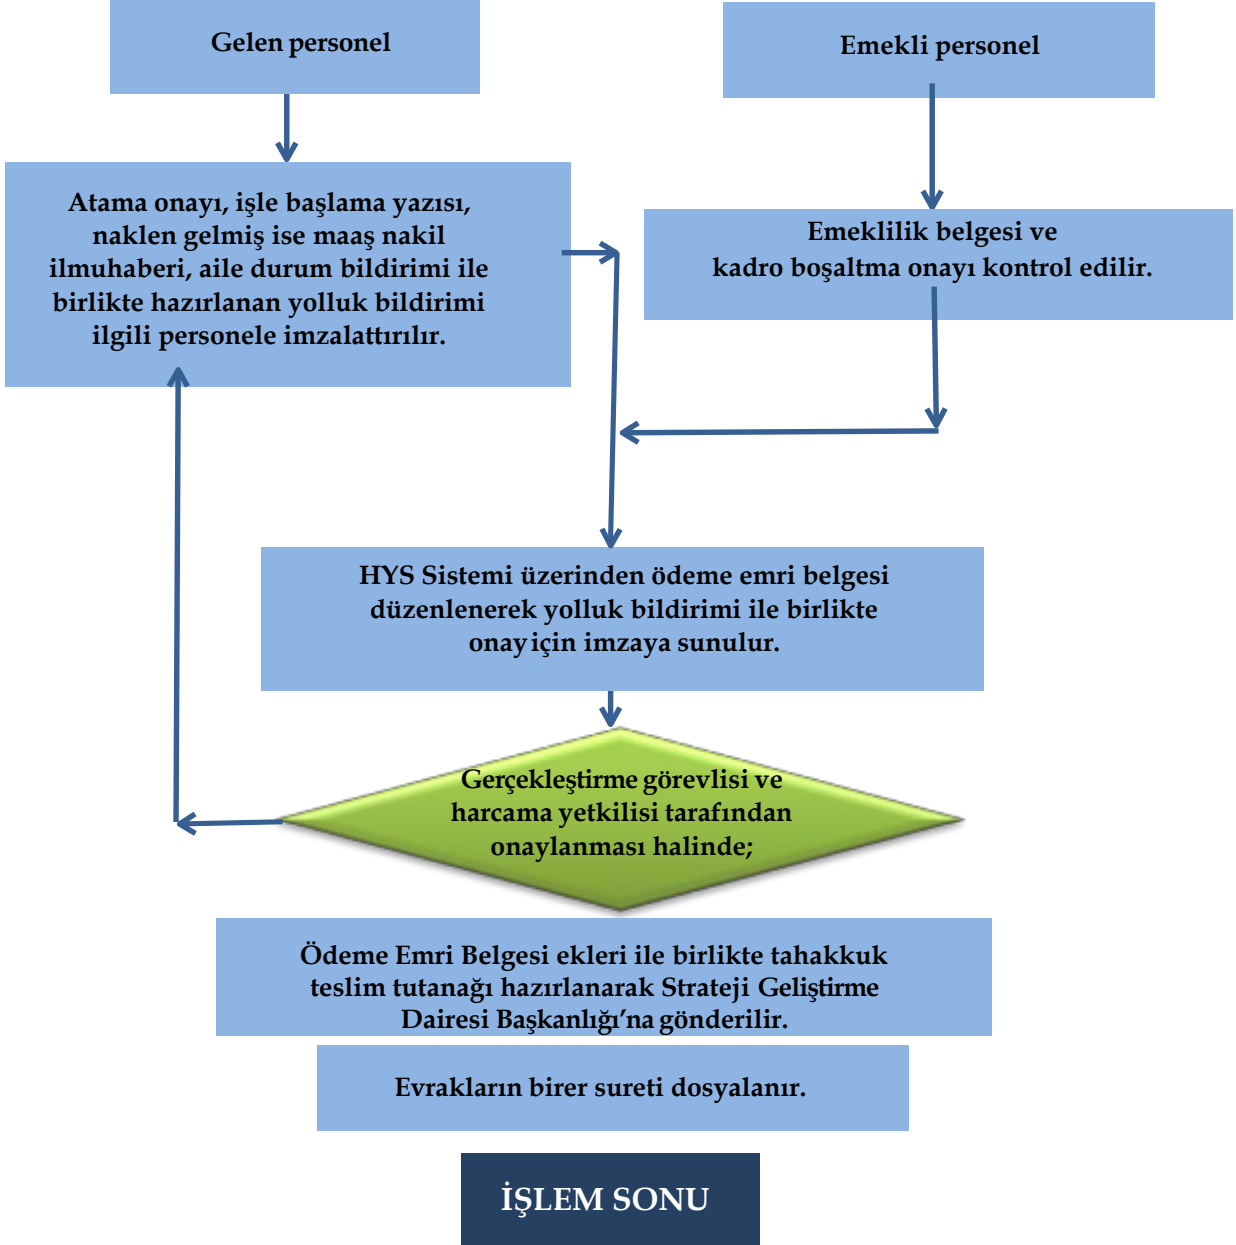 Gelen personel
Emekli personel
Atama onayı, işle başlama yazısı,
naklen gelmiş ise maaş nakil
ilmuhaberi, aile durum bildirimi ile
birlikte hazırlanan yolluk bildirimi
ilgili personele imzalattırılır.
Emeklilik belgesi ve
kadro boşaltma onayı kontrol edilir.
HYS Sistemi üzerinden ödeme emri belgesi
düzenlenerek yolluk bildirimi ile birlikte
onay için imzaya sunulur.
Gerçekleştirme görevlisi ve
harcama yetkilisi tarafından
onaylanması halinde;
Ödeme Emri Belgesi ekleri ile birlikte tahakkuk
teslim tutanağı hazırlanarak Strateji Geliştirme
Dairesi Başkanlığı’na gönderilir.
Evrakların birer sureti dosyalanır.
İŞLEM SONU